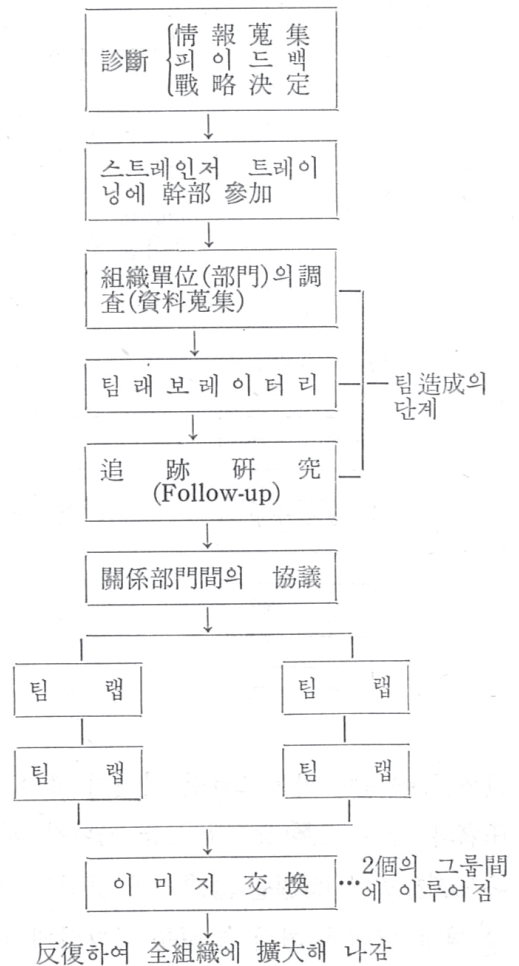 診斷
情報蒐集
피이드백
戰略決定
스트레인저 트레이
닝에 幹部 參加
組織單位(部門)의調
査(資料蒐集)
팀래보레이터리
팀造成의
단계
追跡硏究
(Follow-up)
關係部門間의 協議
팀 랩
팀 랩
팀 랩
팀 랩
이미지 交換
…2個의 그룹間
에 이루어짐
反復하여 全組織에 擴大해 나감